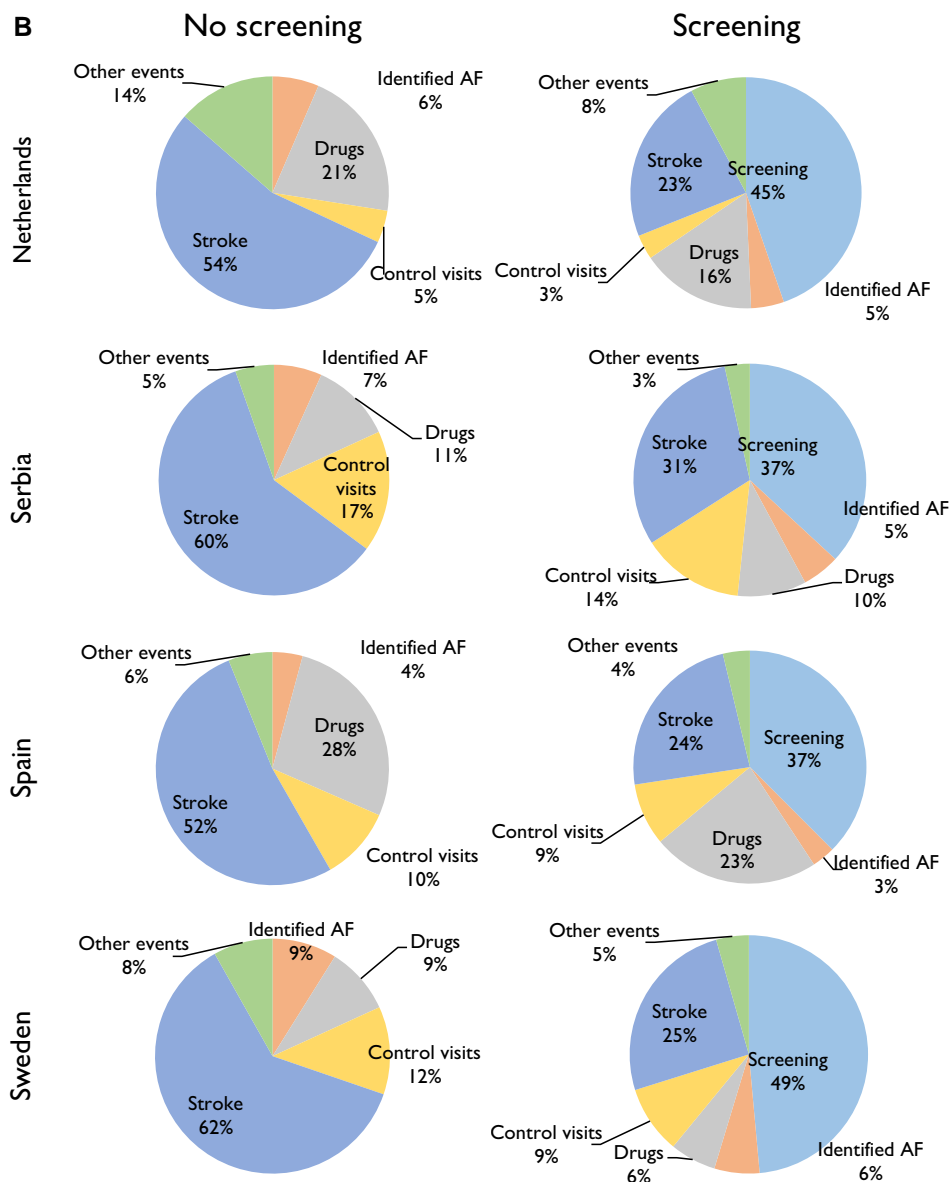 B
No screening
Screening
Netherlands
Other events
14%
Identified AF
6%
Drugs
21%
Control visits
5%
Stroke
54%
Other events
8%
Screening
45%
Stroke
23%
Control visits
3%
Drugs
16%
Identified AF
5%
Serbia
Other events
5%
Identified AF
7%
Drugs
11%
Control
visits
17%
Stroke
60%
Other events
3%
Screening
37%
Stroke
31%
Identified AF
5%
Control visits
14%
Drugs
10%
Spain
Other events
6%
Identified AF
4%
Drugs
28%
Stroke
52%
Control visits
10%
Other events
4%
Screening
37%
Stroke
24%
Control visits
9%
Drugs
23%
Identified AF
3%
Sweden
Other events
8%
Identified AF
9%
Drugs
9%
Control visits
12%
Stroke
62%
Other events
5%
Stroke
25%
Screening
49%
Control visits
9%
Drugs
6%
Identified AF
6%